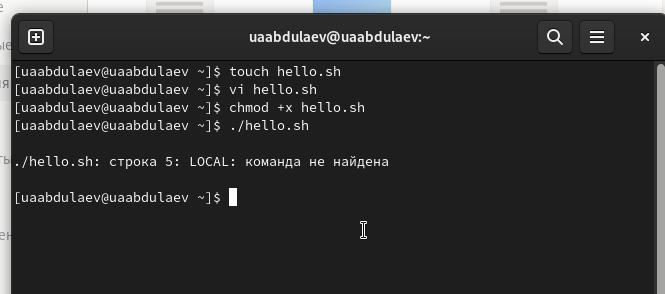 uaabdulaev@uaabdulaev:~
[uaabdulaev@uaabdulaev ~]$ touch hello.sh
[uaabdulaev@uaabdulaev ~]$ vi hello.sh
[uaabdulaev@uaabdulaev ~]$ chmod +x hello.sh
[uaabdulaev@uaabdulaev ~]$ ./hello.sh
./hello.sh: строка 5: LOCAL: команда не найдена
[uaabdulaev@uaabdulaev ~]$